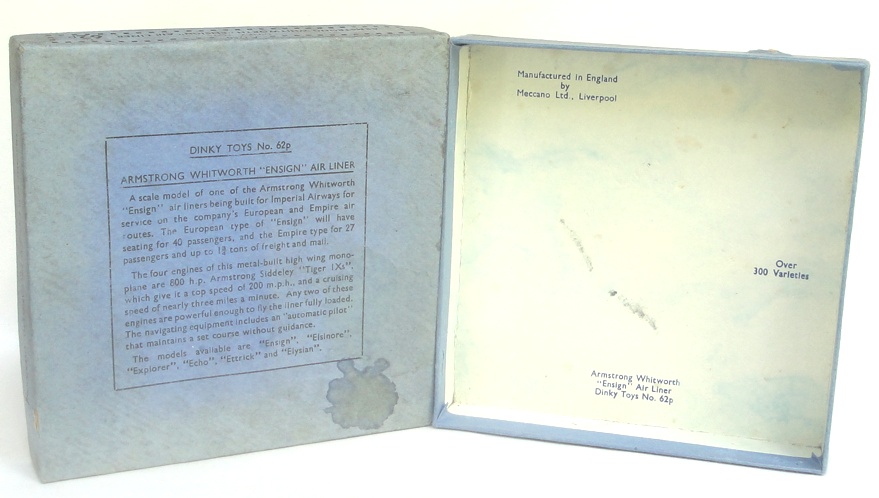 DINKY TOYS No. 62p
ARMSTRONG WHITWORTH "ENSIGN" AIR LINER
A scale model of one of the Armstrong Whitworth
"Ensign" air liners being built for Imperial Airways for
service on the company's European and Empire air
routes. The European type of "Ensign" will have
seating for 40 passengers, and the Empire type for 27
passengers and up to 1¾ tons of freight and mail.
The four engines of this metal-built high wing mono-
plane are 800 h.p. Armstrong Siddeley "Tiger IXs",
which give it a top speed of 200 m.p.h., and a cruising
speed of nearly three miles a minute. Any two of these
engines are powerful enough to fly the liner fully loaded.
The navigating equipment includes an "automatic pilot"
that maintains a set course without guidance.
The models available are "Ensign", "Elsinore",
"Explorer", "Echo", "Ettrick" and "Elysian".
Manufactured in England
by
Meccano Ltd., Liverpool
Over
300 Varieties
Armstrong Whitworth
"Ensign" Air Liner
Dinky Toys No. 62p